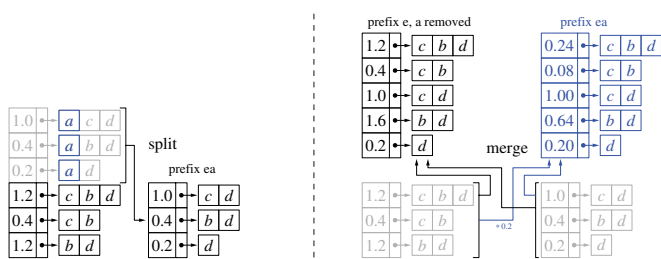 prefix e, a removed
prefix ea
1.2 c b d
0.4 c b
1.0 c d
1.6 b d
0.2 d
0.24 c b d
0.08 c b
1.00 c d
0.64 b d
0.20 d
1.0 a c d
0.4 a b d
0.2 a d
1.2 c b d
0.4 c b
1.2 b d
split
prefix ea
1.0 c d
0.4 b d
0.2 d
merge
1.2 c b d
0.4 c b
1.2 b d
*0.2
1.0 c d
0.4 b d
0.2 d